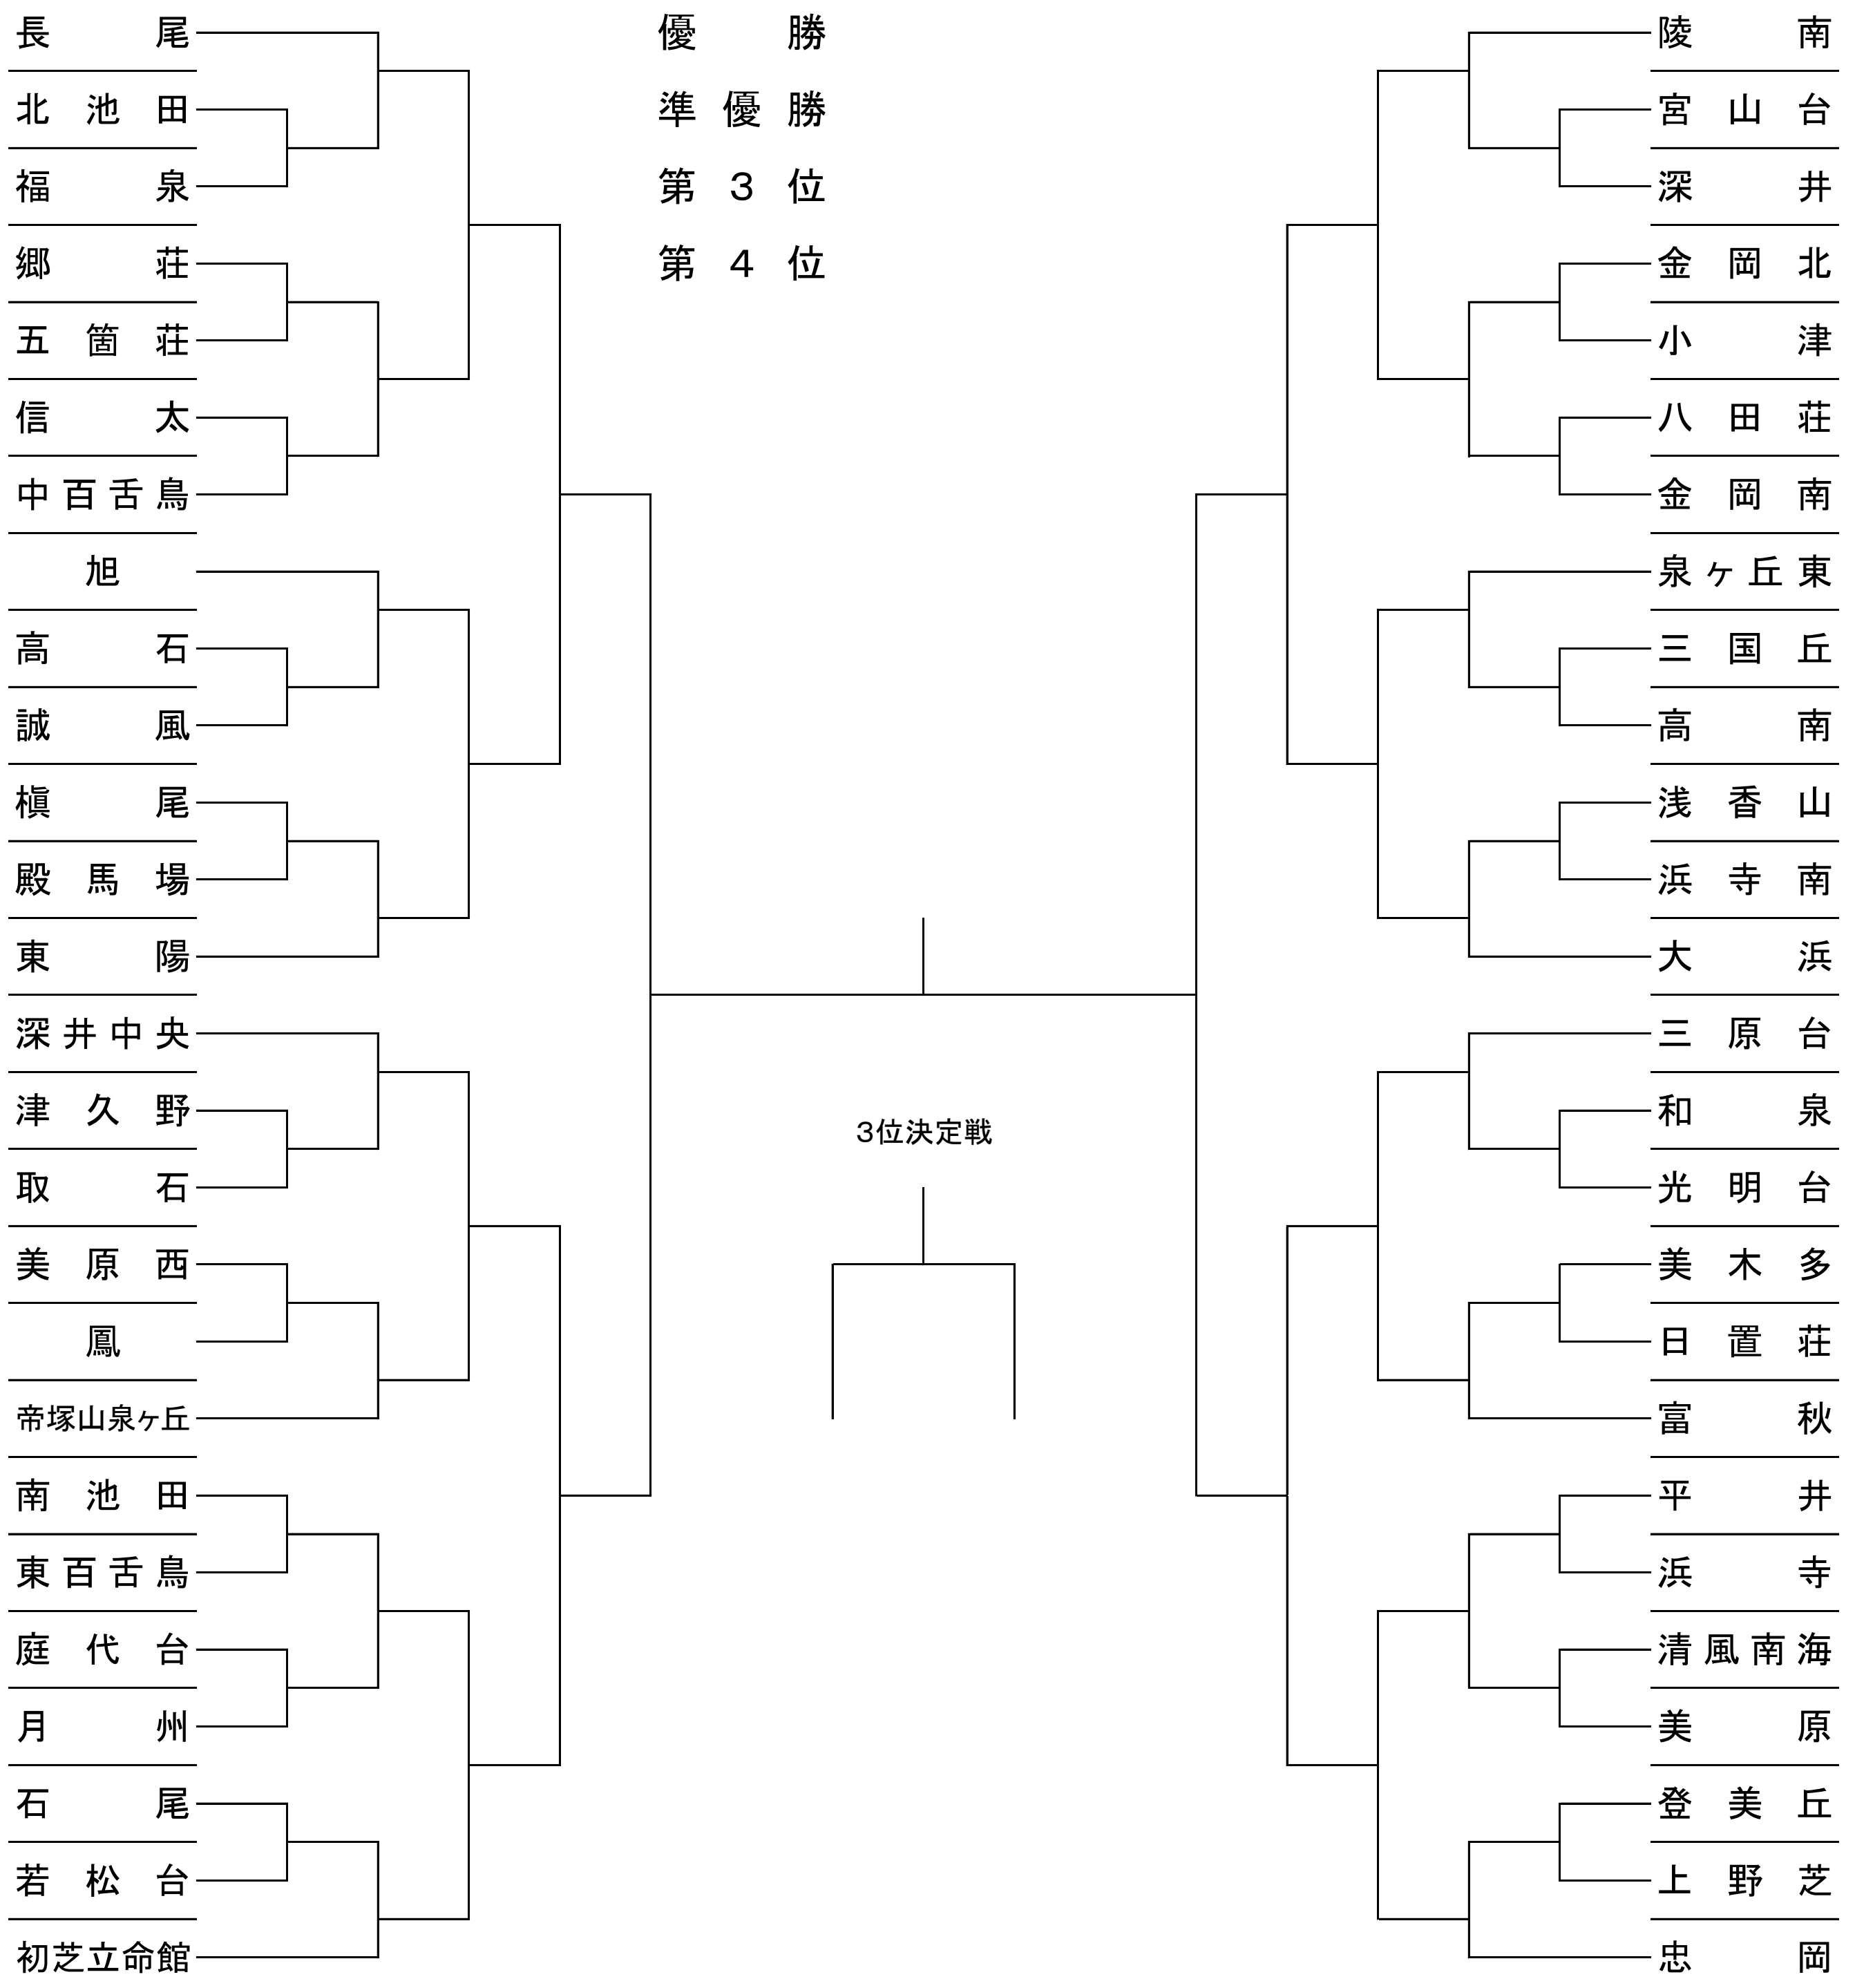 長尾
北池田
福泉
郷荘
五箇荘
信太
中百舌鳥
旭
高石
誠風
槇尾
殿馬場
東陽
深井中央
津久野
取石
美原西
鳳
帝塚山泉ヶ丘
南池田
東百舌鳥
庭代台
月州
石尾
若松台
初芝立命館
優勝
準優勝
第3位
第4位
3位決定戦
陵南
宮山台
深井
金岡北
小津
八田荘
金岡南
泉ヶ丘東
三国丘
高南
浅香山
浜寺南
大浜
三原台
和泉
光明台
美木多
日置荘
富秋
平井
浜寺
清風南海
美原
登美丘
上野芝
忠岡